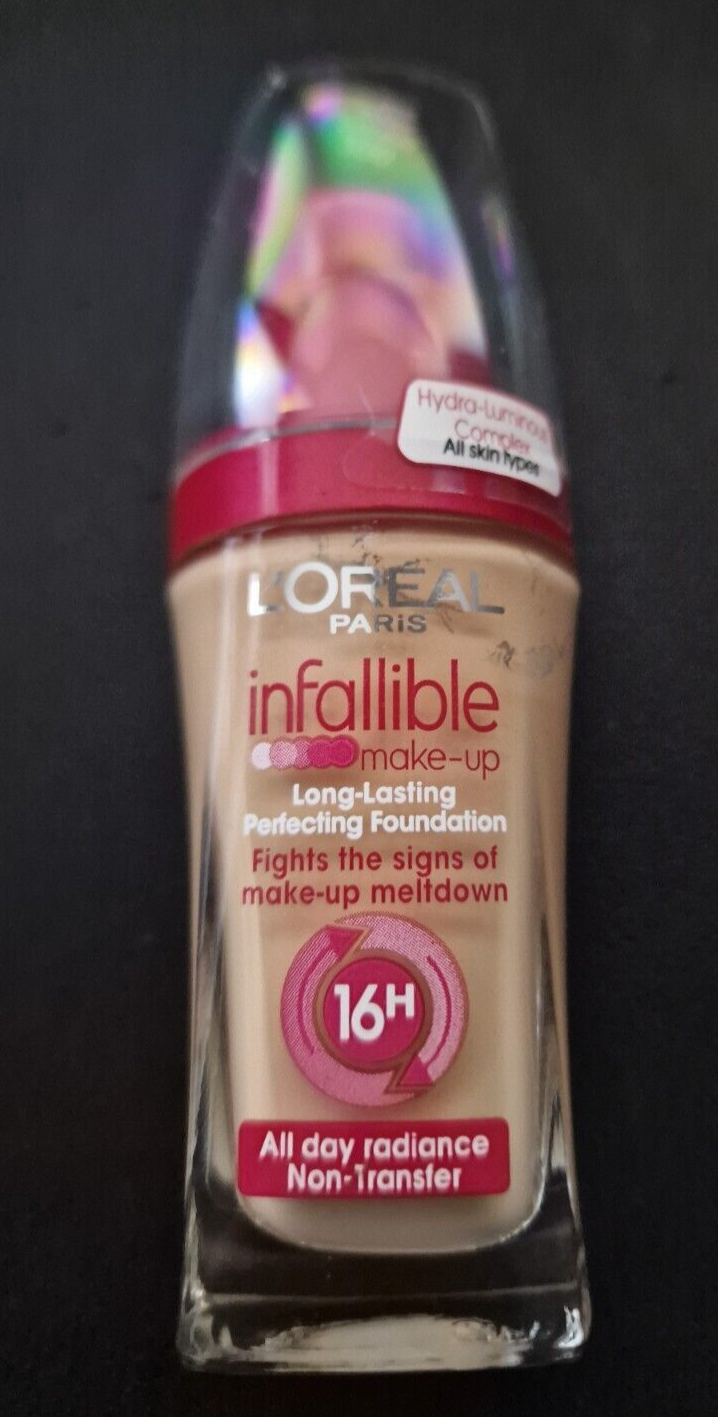 Hydra-Luminous
Complex
All skin types
L'ORÉAL
PARIS
infallible
make-up
Long-Lasting
Perfecting Foundation
Fights the signs of
make-up meltdown
16H
All day radiance
Non-Transfer